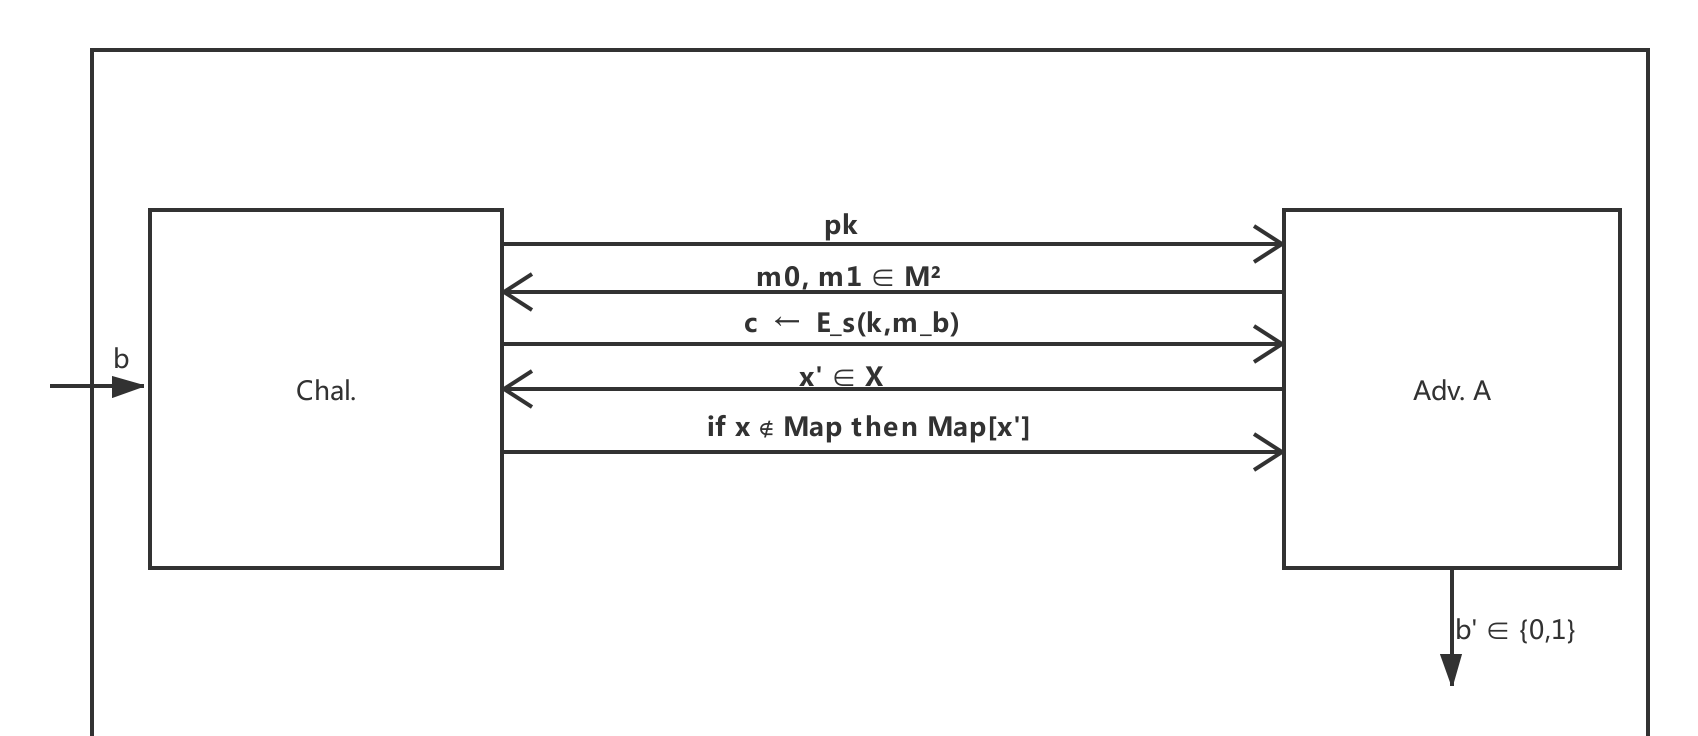 pk
m0, m1 ∈ M²
c ← E_s(k,m_b)
b
x' ∈ X
Chal.
Adv. A
if x ∉ Map then Map[x']
b' ∈ {0,1}